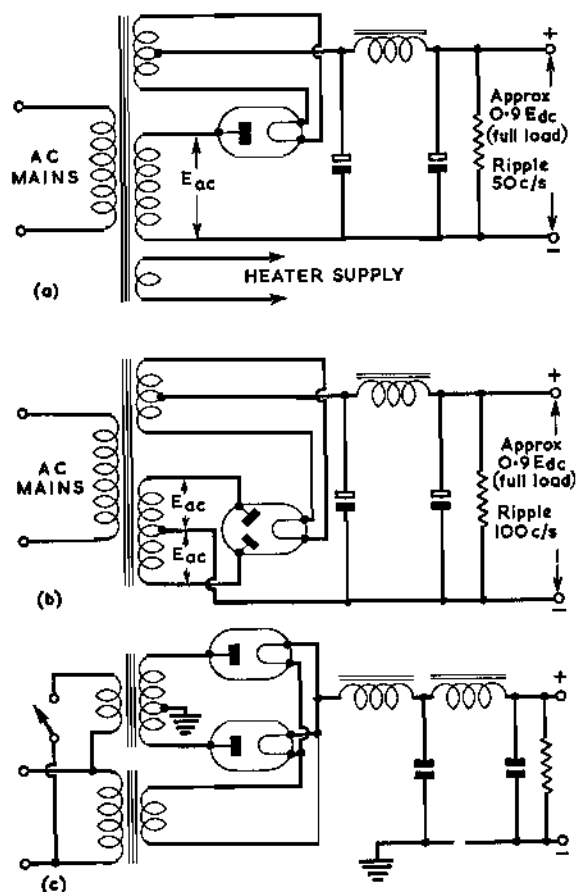 +
Approx
0·9 Edc
(full load)
Ripple
50 c/s
−
AC
MAINS
Eac
HEATER SUPPLY
(a)
+
Approx
0·9 Edc
(full load)
Ripple
100 c/s
−
AC
MAINS
Eac
Eac
(b)
+
−
(c)